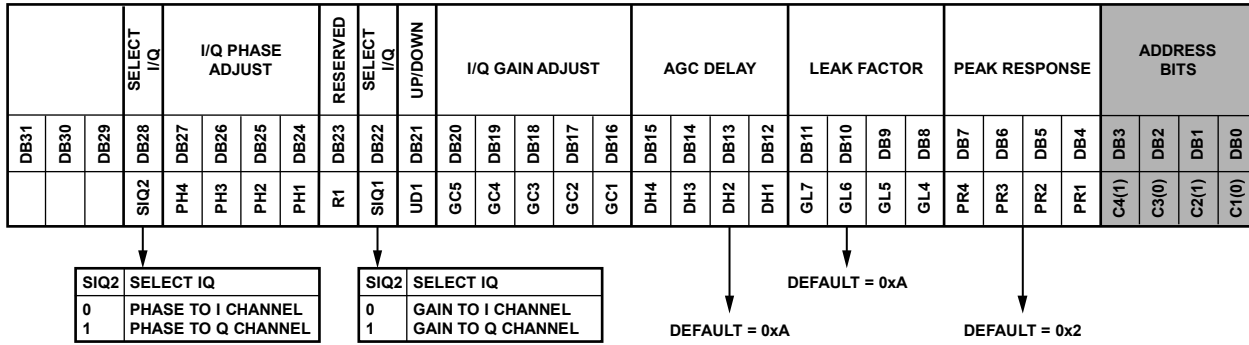 SELECT
I/Q
I/Q PHASE
ADJUST
RESERVED
SELECT
I/Q
UP/DOWN
I/Q GAIN ADJUST
AGC DELAY
LEAK FACTOR
PEAK RESPONSE
ADDRESS
BITS
DB31 DB30 DB29 DB28 DB27 DB26 DB25 DB24 DB23 DB22 DB21 DB20 DB19 DB18 DB17 DB16 DB15 DB14 DB13 DB12 DB11 DB10 DB9 DB8 DB7 DB6 DB5 DB4 DB3 DB2 DB1 DB0
SIQ2 PH4 PH3 PH2 PH1 R1 SIQ1 UD1 GC5 GC4 GC3 GC2 GC1 DH4 DH3 DH2 DH1 GL7 GL6 GL5 GL4 PR4 PR3 PR2 PR1 C4(1) C3(0) C2(1) C1(0)
SIQ2 SELECT IQ
0 PHASE TO I CHANNEL
1 PHASE TO Q CHANNEL
SIQ2 SELECT IQ
0 GAIN TO I CHANNEL
1 GAIN TO Q CHANNEL
DEFAULT = 0xA
DEFAULT = 0xA
DEFAULT = 0x2